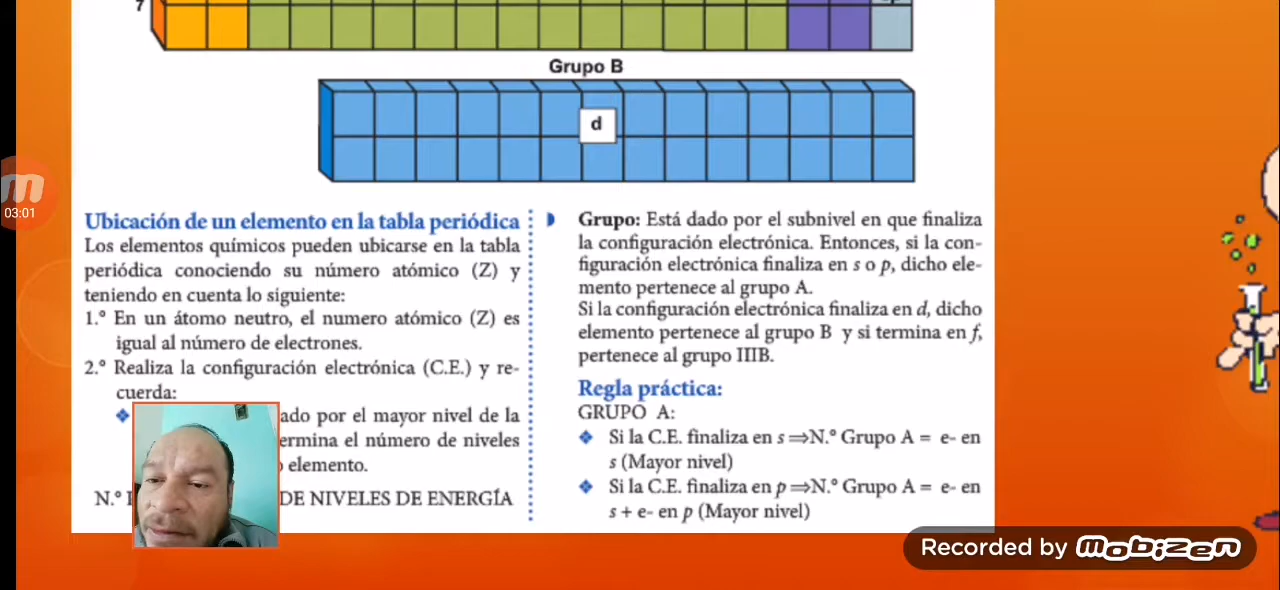 7
Grupo B
d
Ubicación de un elemento en la tabla periódica
Los elementos químicos pueden ubicarse en la tabla
periódica conociendo su número atómico (Z) y
teniendo en cuenta lo siguiente:
1.° En un átomo neutro, el numero atómico (Z) es
igual al número de electrones.
2.° Realiza la configuración electrónica (C.E.) y re-
cuerda:
ado por el mayor nivel de la
ermina el número de niveles
elemento.
N.° DE NIVELES DE ENERGÍA
Grupo: Está dado por el subnivel en que finaliza
la configuración electrónica. Entonces, si la con-
figuración electrónica finaliza en s o p, dicho ele-
mento pertenece al grupo A.
Si la configuración electrónica finaliza en d, dicho
elemento pertenece al grupo B y si termina en f,
pertenece al grupo IIIB.
Regla práctica:
GRUPO A:
❖ Si la C.E. finaliza en s ⇒ N.° Grupo A = e- en
s (Mayor nivel)
❖ Si la C.E. finaliza en p ⇒ N.° Grupo A = e- en
s + e- en p (Mayor nivel)
m
03:01
Recorded by mobizen